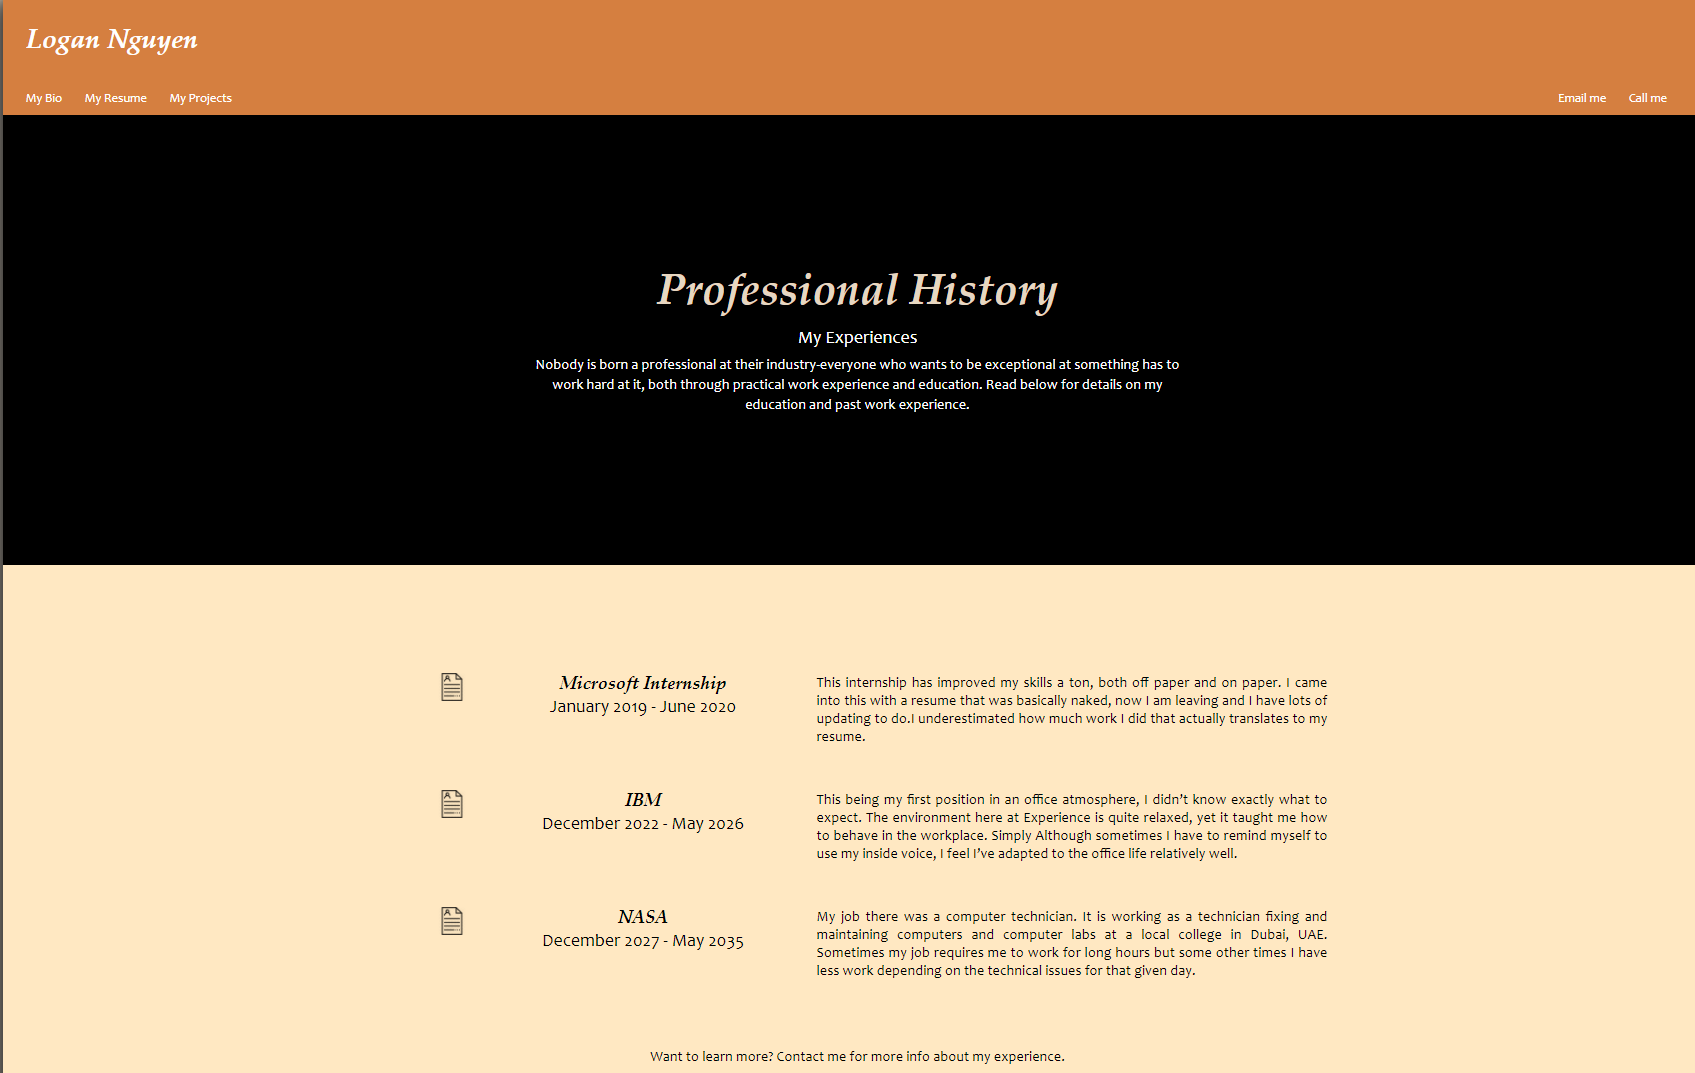 Logan Nguyen
My Bio My Resume My Projects Email me Call me
Professional History
My Experiences
Nobody is born a professional at their industry-everyone who wants to be exceptional at something has to
work hard at it, both through practical work experience and education. Read below for details on my
education and past work experience.
Microsoft Internship
January 2019 - June 2020
This internship has improved my skills a ton, both off paper and on paper. I came
into this with a resume that was basically naked, now I am leaving and I have lots of
updating to do.I underestimated how much work I did that actually translates to my
resume.
IBM
December 2022 - May 2026
This being my first position in an office atmosphere, I didn’t know exactly what to
expect. The environment here at Experience is quite relaxed, yet it taught me how
to behave in the workplace. Simply Although sometimes I have to remind myself to
use my inside voice, I feel I’ve adapted to the office life relatively well.
NASA
December 2027 - May 2035
My job there was a computer technician. It is working as a technician fixing and
maintaining computers and computer labs at a local college in Dubai, UAE.
Sometimes my job requires me to work for long hours but some other times I have
less work depending on the technical issues for that given day.
Want to learn more? Contact me for more info about my experience.